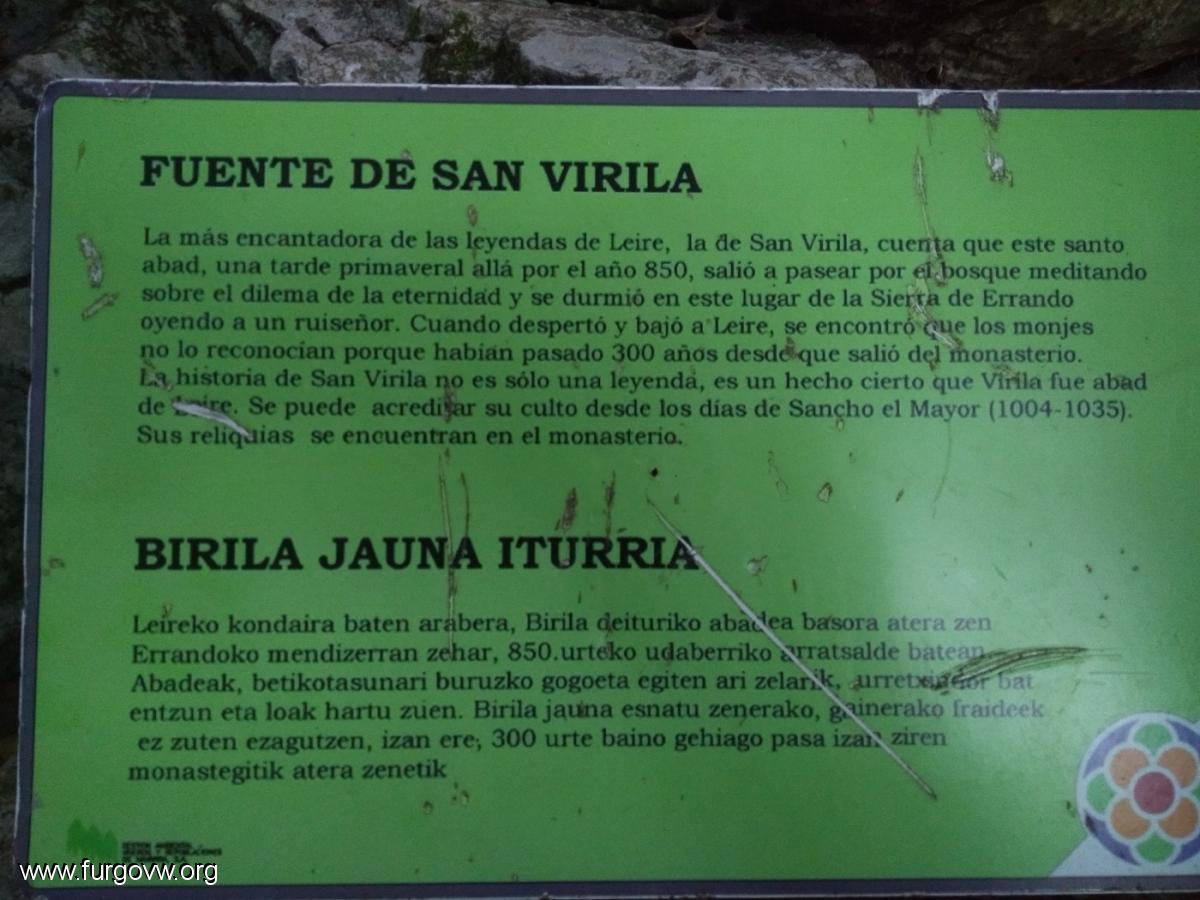 FUENTE DE SAN VIRILA
La más encantadora de las leyendas de Leire, la de San Virila, cuenta que este santo
abad, una tarde primaveral allá por el año 850, salió a pasear por el bosque meditando
sobre el dilema de la eternidad y se durmió en este lugar de la Sierra de Errando
oyendo a un ruiseñor. Cuando despertó y bajó a Leire, se encontró que los monjes
no lo reconocían porque habían pasado 300 años desde que salió del monasterio.
La historia de San Virila no es sólo una leyenda, es un hecho cierto que Virila fue abad
de Leire. Se puede acreditar su culto desde los días de Sancho el Mayor (1004-1035).
Sus reliquias se encuentran en el monasterio.
BIRILA JAUNA ITURRIA
Leireko kondaira baten arabera, Birila deituriko abadea basora atera zen
Errandoko mendizerran zehar, 850.urteko udaberriko arratsalde batean.
Abadeak, betikotasunari buruzko gogoeta egiten ari zelarik, urretxindor bat
entzun eta loak hartu zuen. Birila jauna esnatu zenerako, gainerako fraideek
ez zuten ezagutzen, izan ere, 300 urte baino gehiago pasa izan ziren
monastegitik atera zenetik
www.furgovw.org